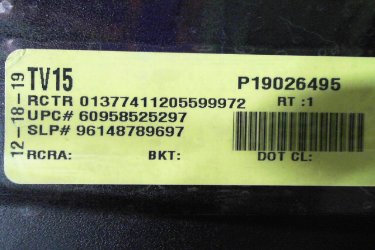 12-18-19
TV15 P19026495
RCTR 01377411205599972 RT :1
UPC# 60958525297
SLP# 96148789697
RCRA: BKT: DOT CL: